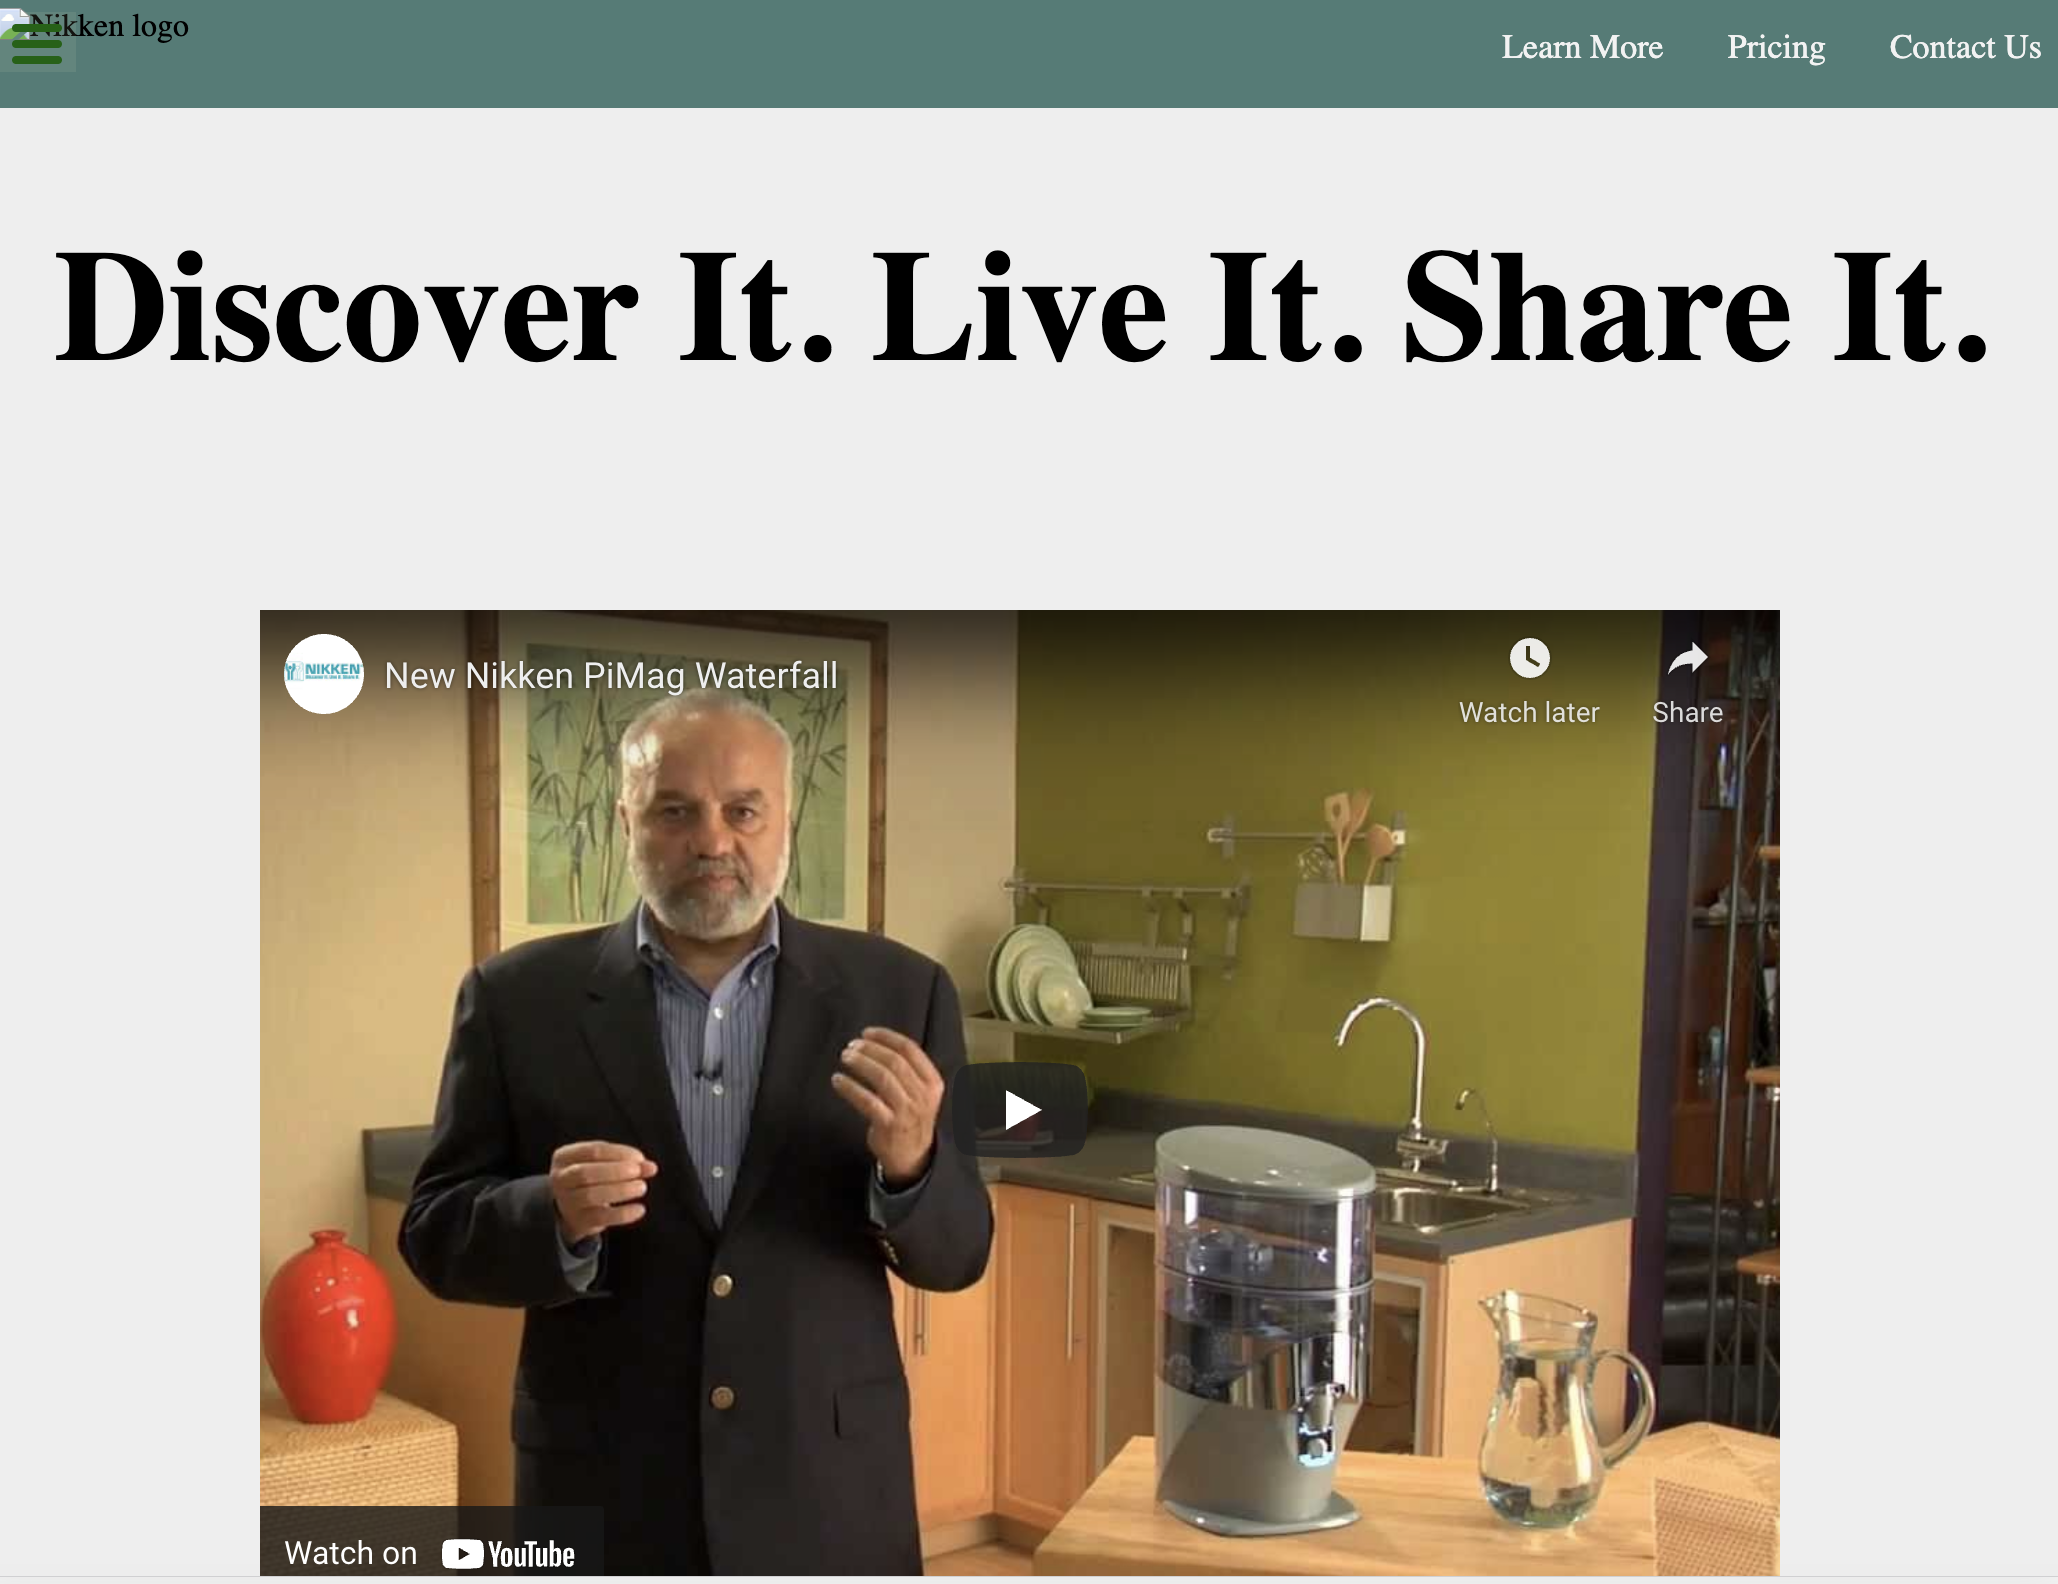 Nikken logo
Learn More Pricing Contact Us
Discover It. Live It. Share It.
NIKKEN
New Nikken PiMag Waterfall
Watch later
Share
Watch on YouTube